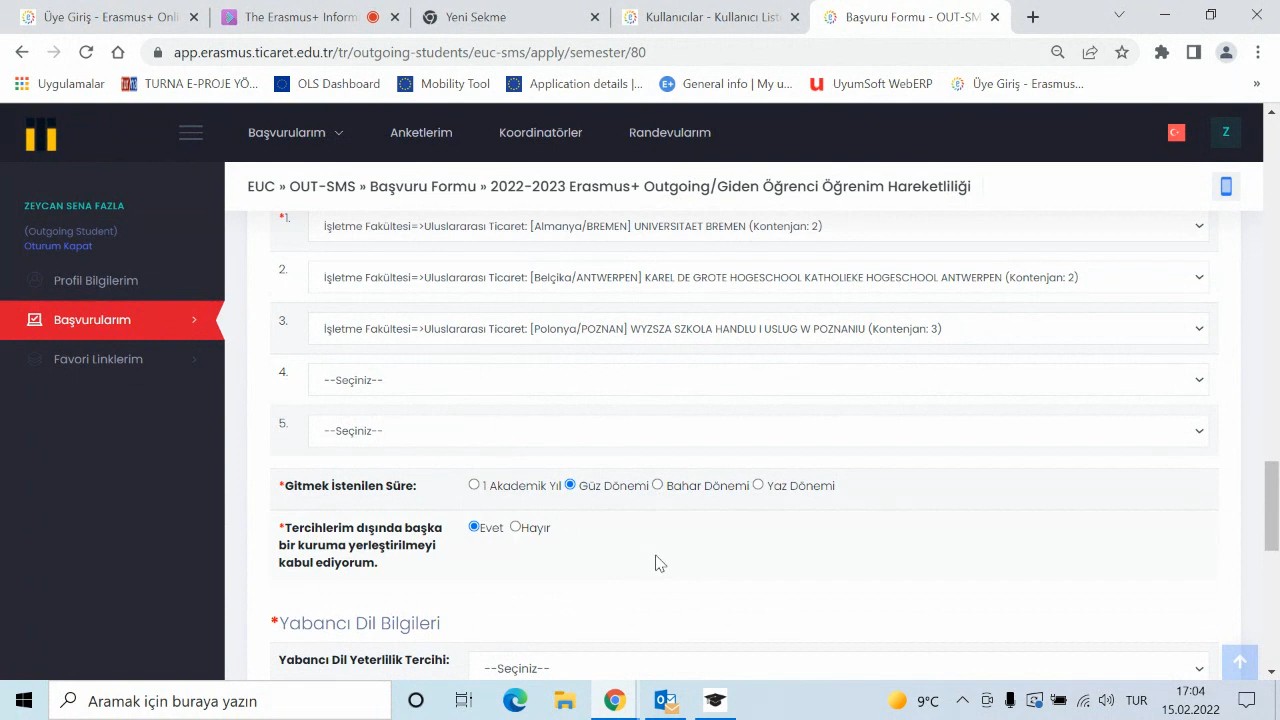 Üye Giriş - Erasmus+ Onli
The Erasmus+ Inform
Yeni Sekme
Kullanıcılar - Kullanıcı List
Başvuru Formu - OUT-SM
app.erasmus.ticaret.edu.tr/tr/outgoing-students/euc-sms/apply/semester/80
Uygulamalar
TURNA E-PROJE YÖ...
OLS Dashboard
Mobility Tool
Application details |...
General info | My u...
UyumSoft WebERP
Üye Giriş - Erasmus...
»
Başvurularım
Anketlerim
Koordinatörler
Randevularım
Z
EUC » OUT-SMS » Başvuru Formu » 2022-2023 Erasmus+ Outgoing/Giden Öğrenci Öğrenim Hareketliliği
ZEYCAN SENA FAZLA
(Outgoing Student)
Oturum Kapat
Profil Bilgilerim
Başvurularım
Favori Linklerim
*1. İşletme Fakültesi=>Uluslararası Ticaret: [Almanya/BREMEN] UNIVERSITAET BREMEN (Kontenjan: 2)
2. İşletme Fakültesi=>Uluslararası Ticaret: [Belçika/ANTWERPEN] KAREL DE GROTE HOGESCHOOL KATHOLIEKE HOGESCHOOL ANTWERPEN (Kontenjan: 2)
3. İşletme Fakültesi=>Uluslararası Ticaret: [Polonya/POZNAN] WYZSZA SZKOLA HANDLU I USLUG W POZNANIU (Kontenjan: 3)
4. --Seçiniz--
5. --Seçiniz--
*Gitmek İstenilen Süre: 1 Akademik Yıl Güz Dönemi Bahar Dönemi Yaz Dönemi
*Tercihlerim dışında başka
bir kuruma yerleştirilmeyi
kabul ediyorum.
Evet Hayır
*Yabancı Dil Bilgileri
Yabancı Dil Yeterlilik Tercihi: --Seçiniz--
Aramak için buraya yazın
9°C
TUR
17:04
15.02.2022